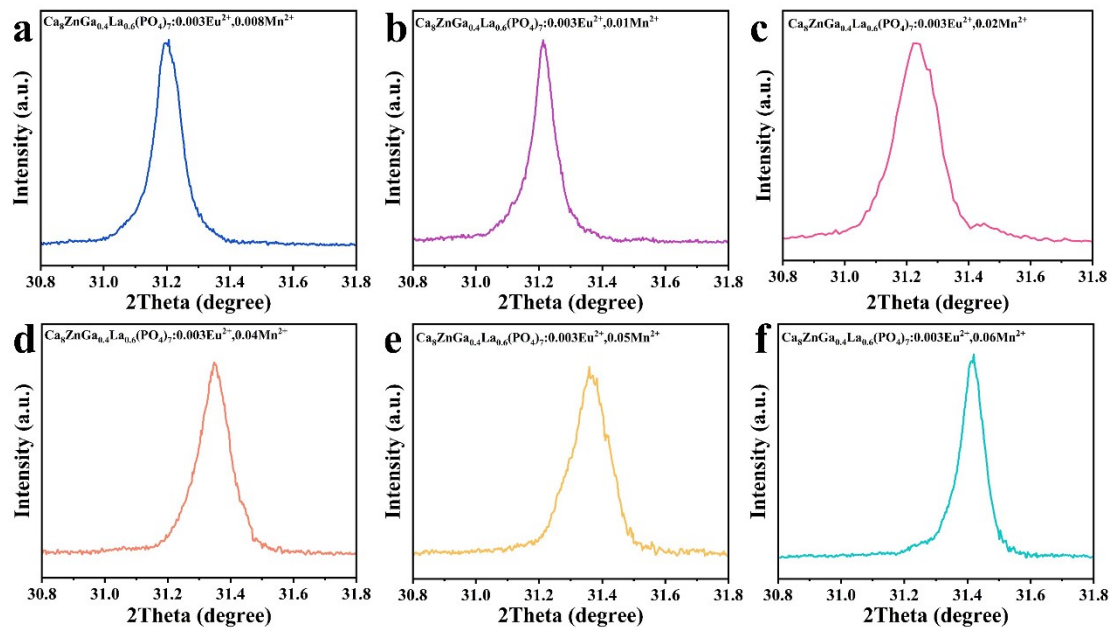 a
Ca₈ZnGa₀.₄La₀.₆(PO₄)₇:0.003Eu²⁺,0.008Mn²⁺
Intensity (a.u.)
30.8 31.0 31.2 31.4 31.6 31.8
2Theta (degree)
b
Ca₈ZnGa₀.₄La₀.₆(PO₄)₇:0.003Eu²⁺,0.01Mn²⁺
Intensity (a.u.)
30.8 31.0 31.2 31.4 31.6 31.8
2Theta (degree)
c
Ca₈ZnGa₀.₄La₀.₆(PO₄)₇:0.003Eu²⁺,0.02Mn²⁺
Intensity (a.u.)
30.8 31.0 31.2 31.4 31.6 31.8
2Theta (degree)
d
Ca₈ZnGa₀.₄La₀.₆(PO₄)₇:0.003Eu²⁺,0.04Mn²⁺
Intensity (a.u.)
30.8 31.0 31.2 31.4 31.6 31.8
2Theta (degree)
e
Ca₈ZnGa₀.₄La₀.₆(PO₄)₇:0.003Eu²⁺,0.05Mn²⁺
Intensity (a.u.)
30.8 31.0 31.2 31.4 31.6 31.8
2Theta (degree)
f
Ca₈ZnGa₀.₄La₀.₆(PO₄)₇:0.003Eu²⁺,0.06Mn²⁺
Intensity (a.u.)
30.8 31.0 31.2 31.4 31.6 31.8
2Theta (degree)